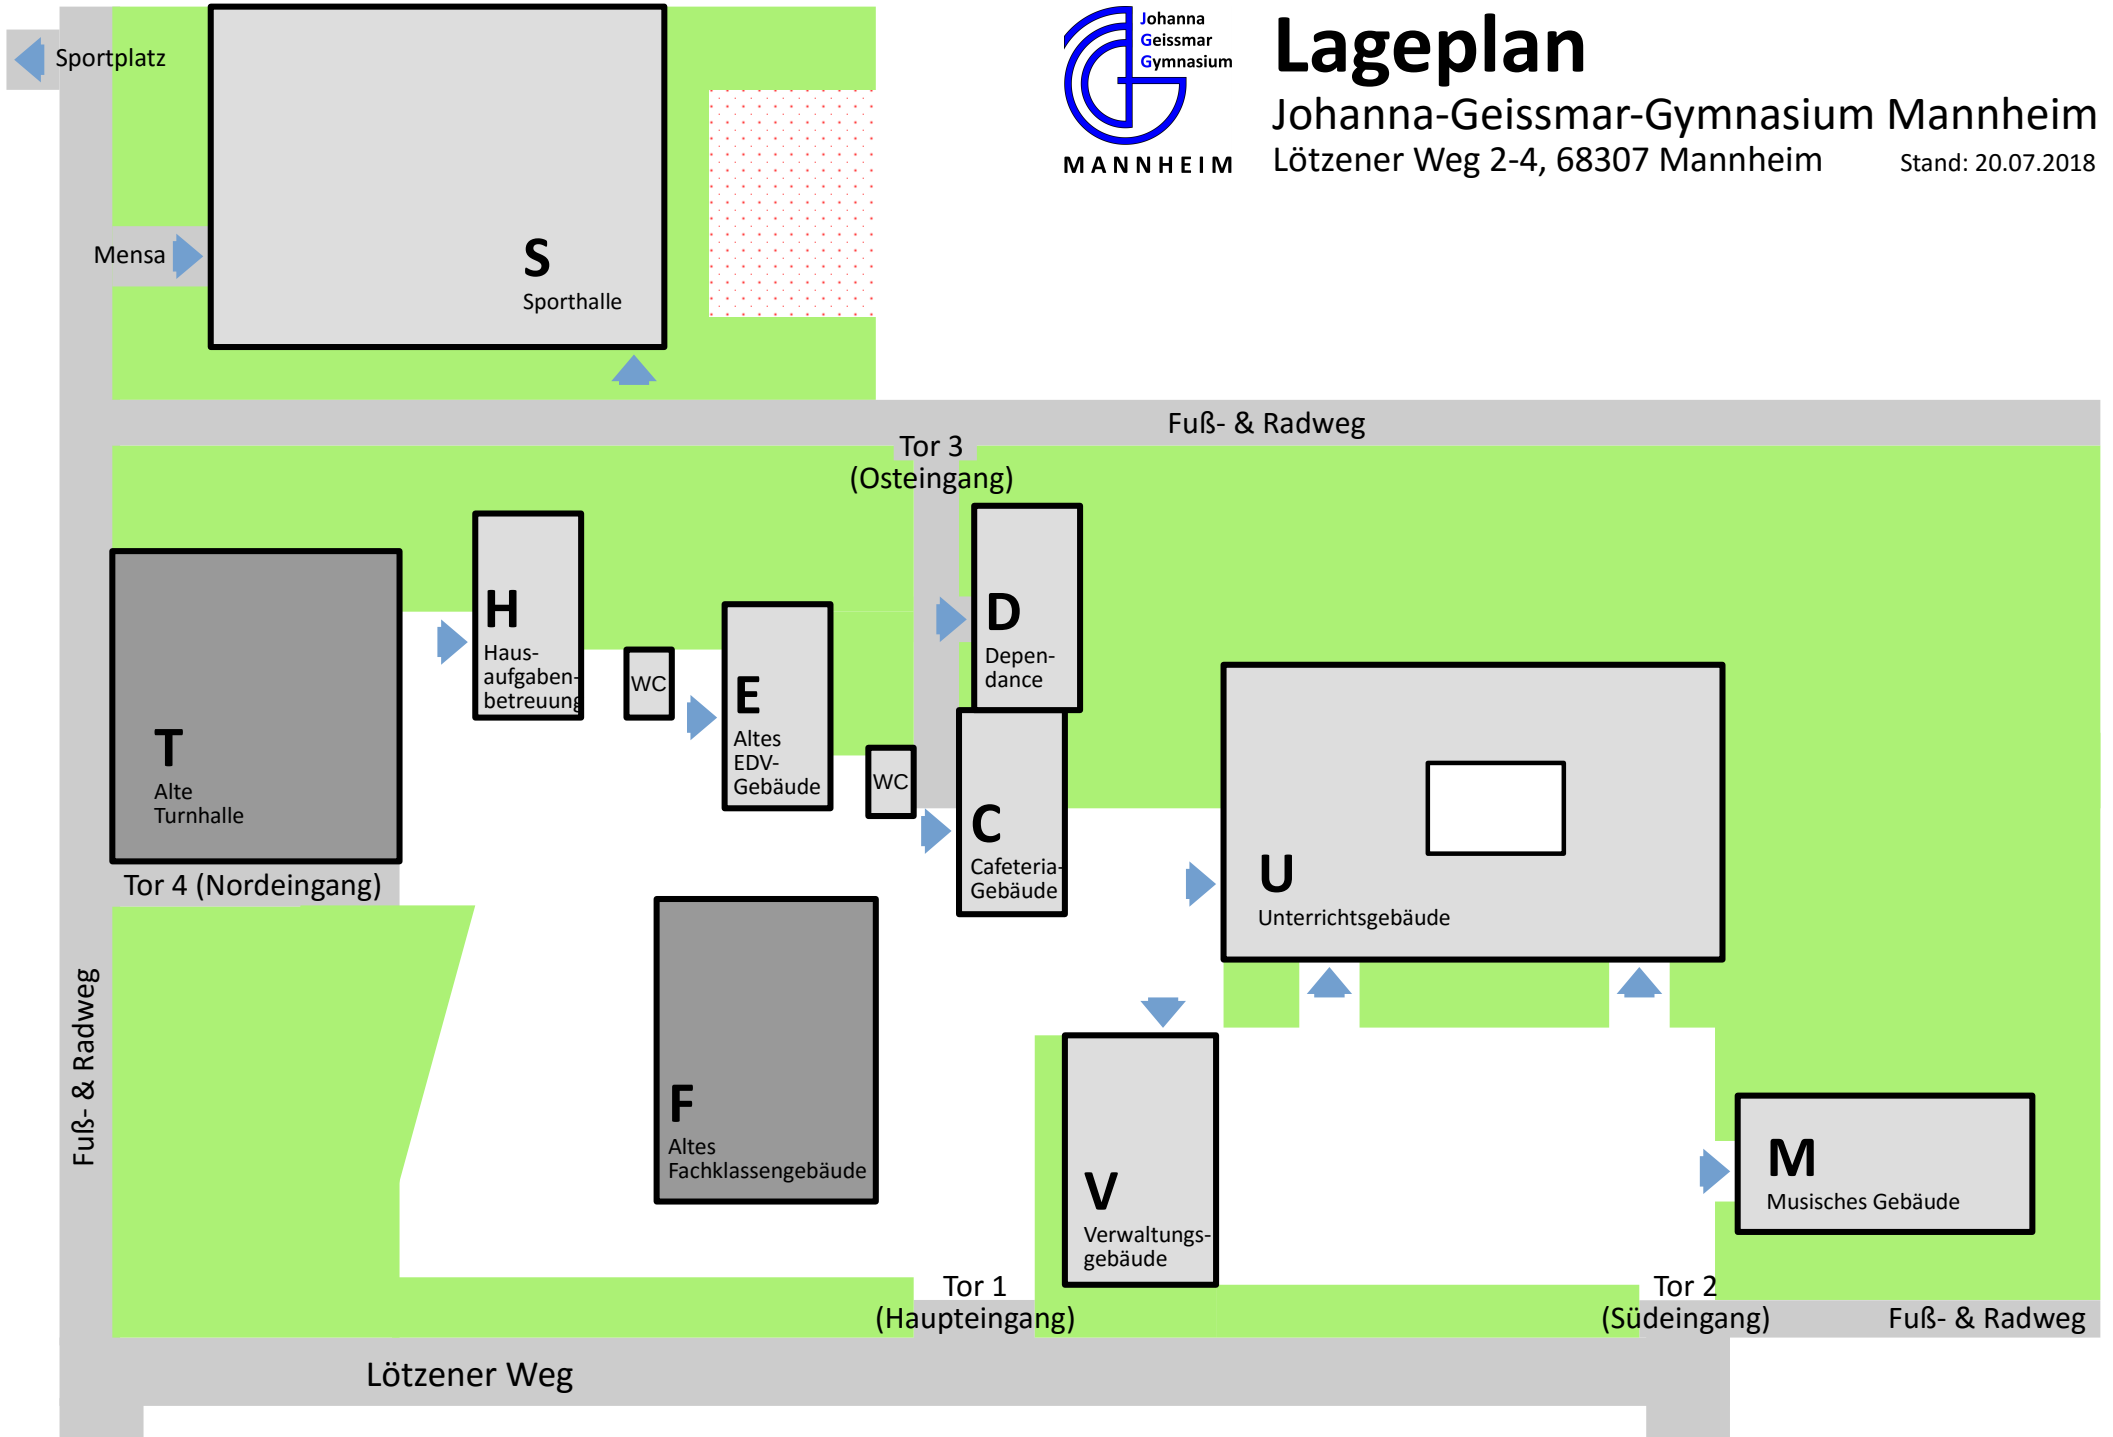 Johanna
Geissmar
Gymnasium
MANNHEIM
Lageplan
Johanna-Geissmar-Gymnasium Mannheim
Lötzener Weg 2-4, 68307 Mannheim
Stand: 20.07.2018
Sportplatz
Mensa
S
Sporthalle
Fuß- & Radweg
Tor 3
(Osteingang)
H
Haus-
aufgaben-
betreuung
WC
E
Altes
EDV-
Gebäude
WC
D
Depen-
dance
C
Cafeteria-
Gebäude
T
Alte
Turnhalle
Tor 4 (Nordeingang)
U
Unterrichtsgebäude
F
Altes
Fachklassengebäude
V
Verwaltungs-
gebäude
M
Musisches Gebäude
Fuß- & Radweg
Tor 1
(Haupteingang)
Tor 2
(Südeingang)
Fuß- & Radweg
Lötzener Weg